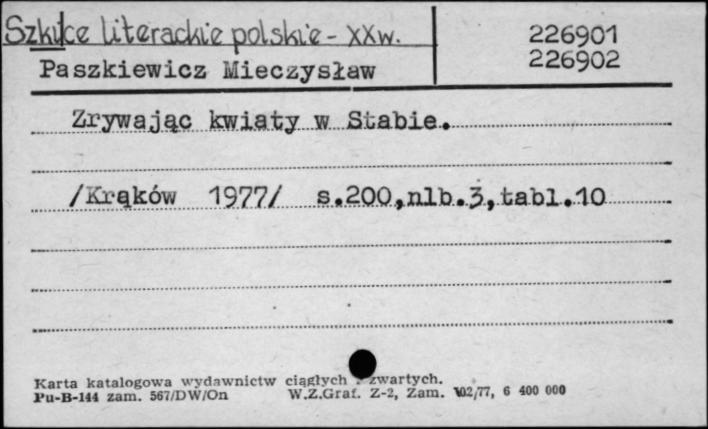 Szkice literackie polskie - XXw.
226901
226902
Paszkiewicz Mieczysław
Zrywając kwiaty w Stabie.
/Krąków 1977/ s.200,nlb.3,tabl.10
Karta katalogowa wydawnictw ciągłych zwartych.
Pu-B-144 zam. 567/DW/On W.Z.Graf. Z-2, Zam. 102/77, 6 400 000